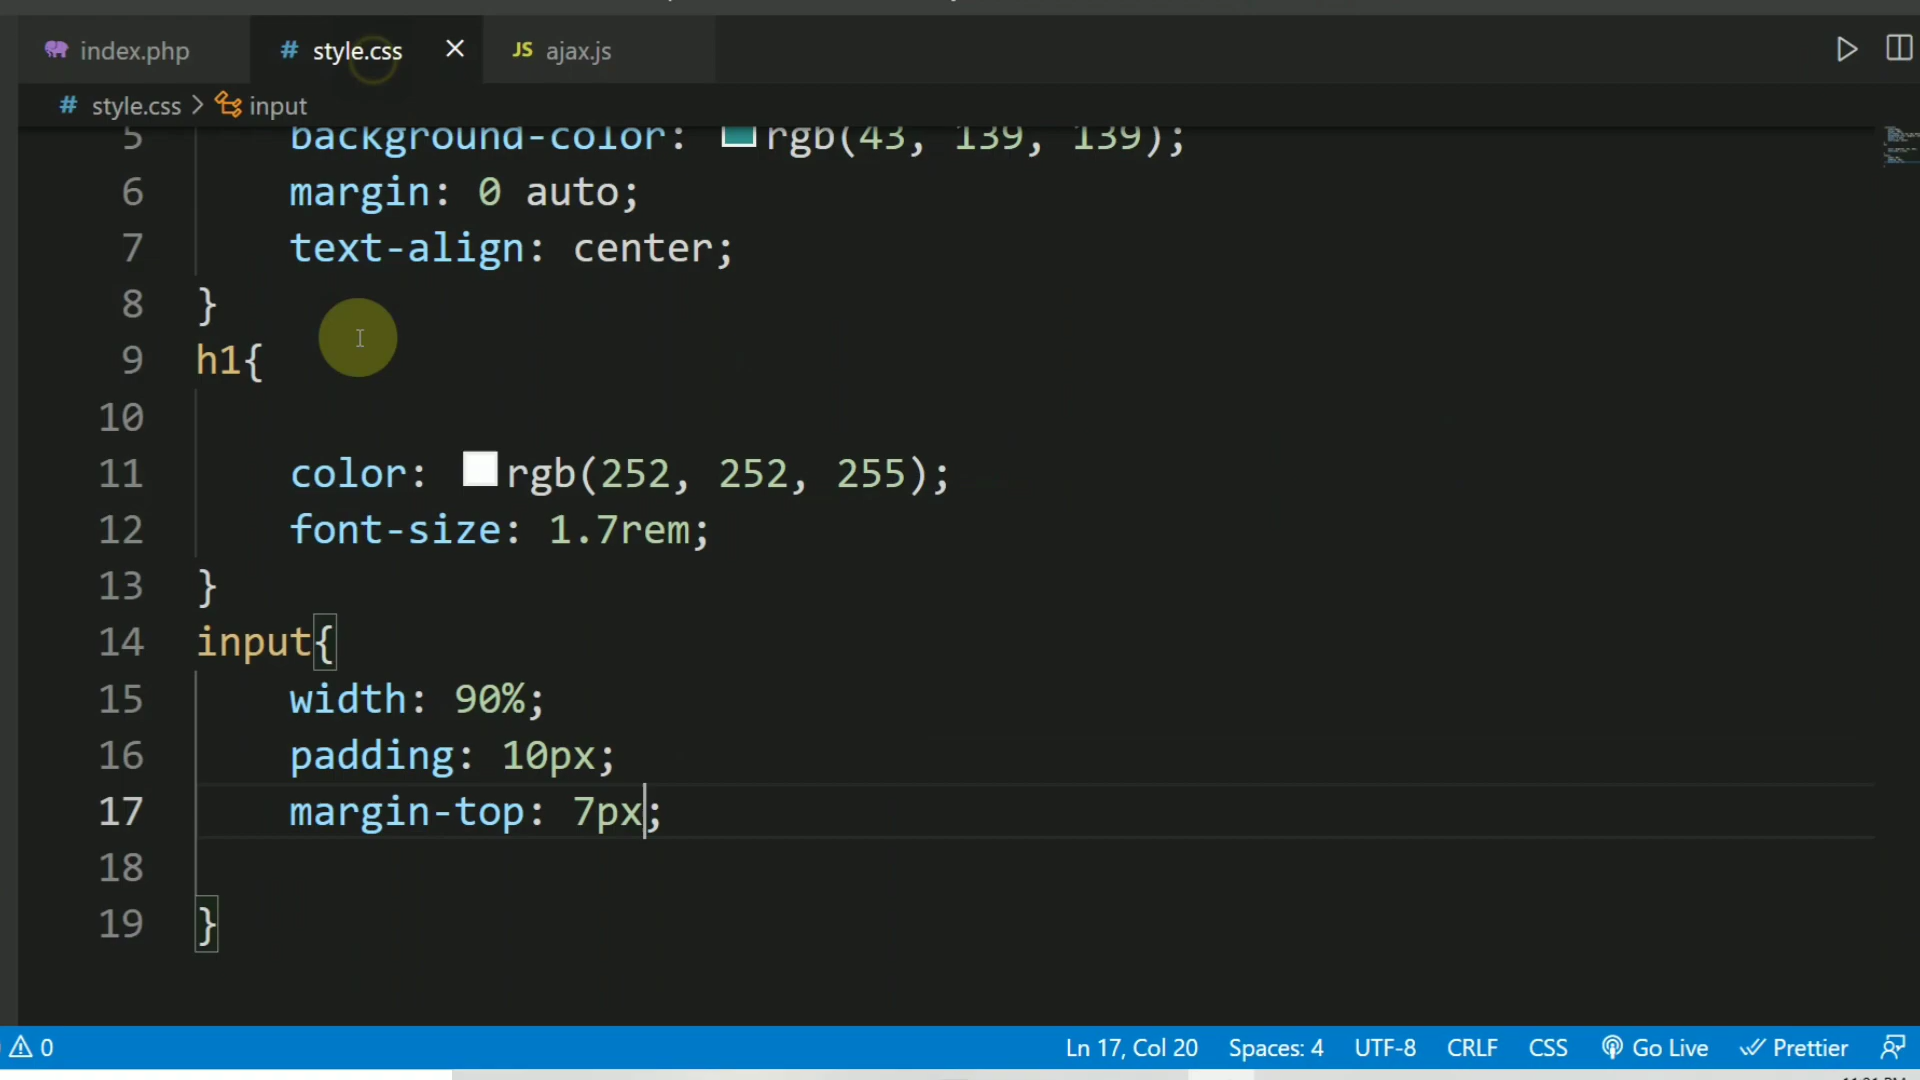 index.php
style.css
JS ajax.js
# style.css > input
5 background-color: rgb(43, 139, 139);
6 margin: 0 auto;
7 text-align: center;
8 }
9 h1{
10
11 color: rgb(252, 252, 255);
12 font-size: 1.7rem;
13 }
14 input{
15 width: 90%;
16 padding: 10px;
17 margin-top: 7px;
18
19 }
0 Ln 17, Col 20 Spaces: 4 UTF-8 CRLF CSS Go Live Prettier